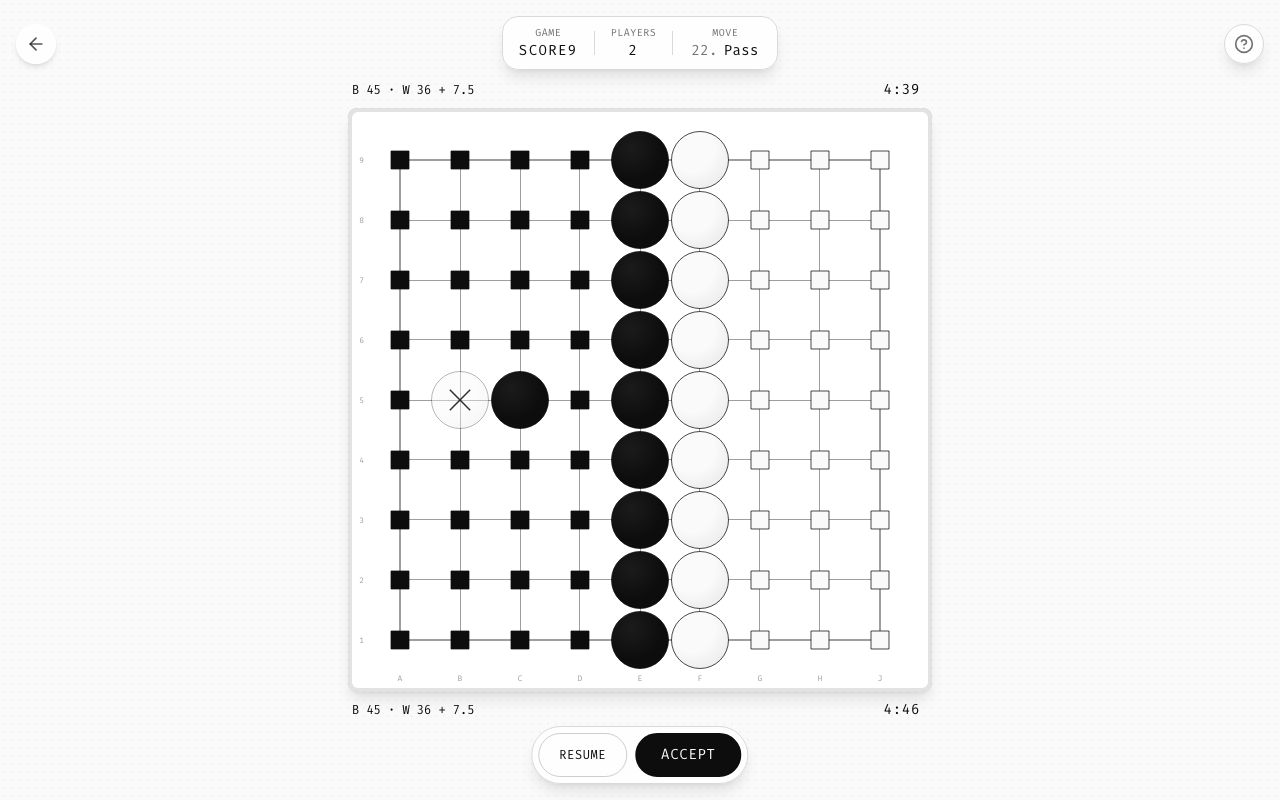 GAME PLAYERS MOVE
SCORE9 2 22. Pass
B 45 · W 36 + 7.5 4:39
9
8
7
6
5
4
3
2
1
A B C D E F G H J
B 45 · W 36 + 7.5 4:46
RESUME ACCEPT